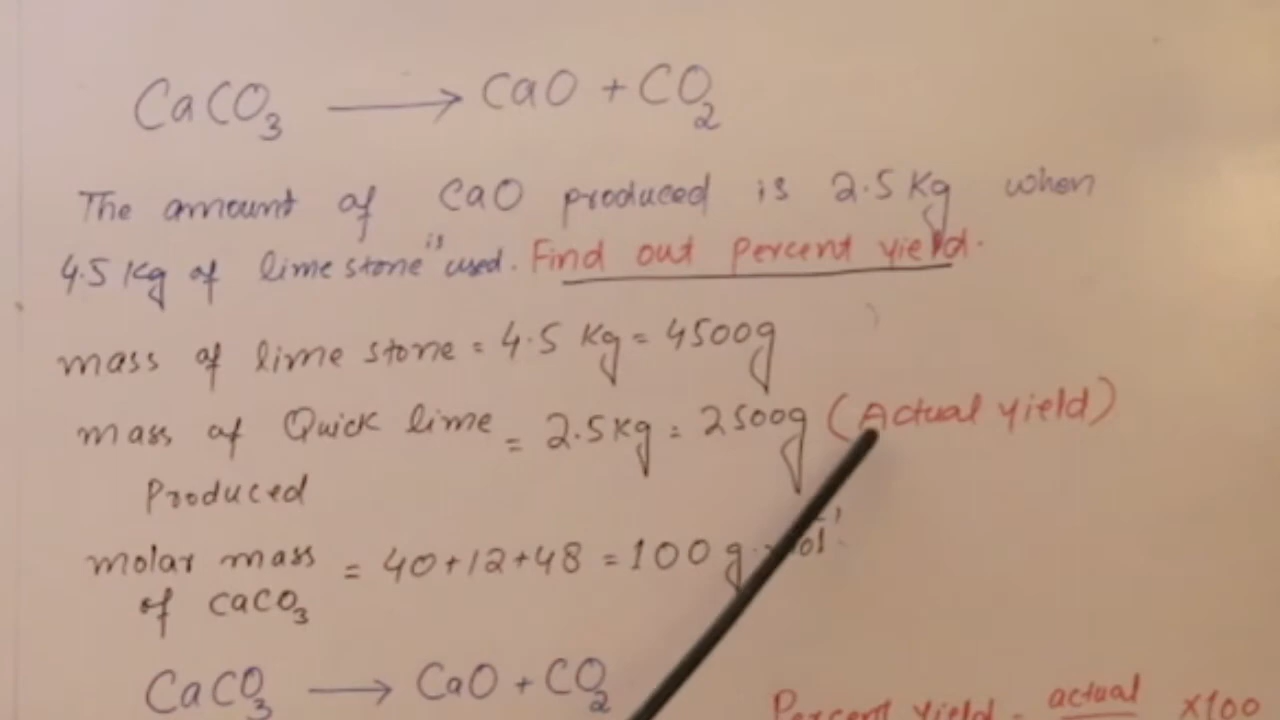 CaCO₃ ⟶ CaO + CO₂
The amount of CaO produced is 2.5 Kg when
4.5 Kg of lime stone is used. Find out percent yield.
mass of lime stone = 4.5 Kg = 4500g
mass of Quick lime = 2.5 Kg = 2500g (Actual yield)
Produced
molar mass = 40+12+48 = 100 g
of CaCO₃
CaCO₃ ⟶ CaO + CO₂
Percent yield = actual ×100